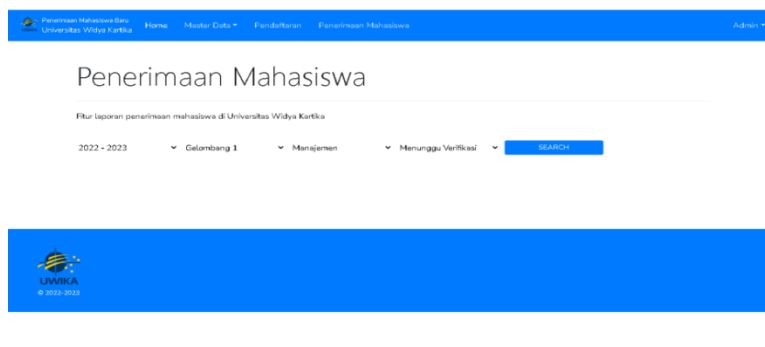 Penerimaan Mahasiswa Baru
Universitas Widya Kartika
Home Master Data Pendaftaran Penerimaan Mahasiswa Admin
Penerimaan Mahasiswa
Fitur laporan penerimaan mahasiswa di Universitas Widya Kartika
2022 - 2023 Gelombang 1 Manajemen Menunggu Verifikasi SEARCH
UWIKA
© 2022-2023